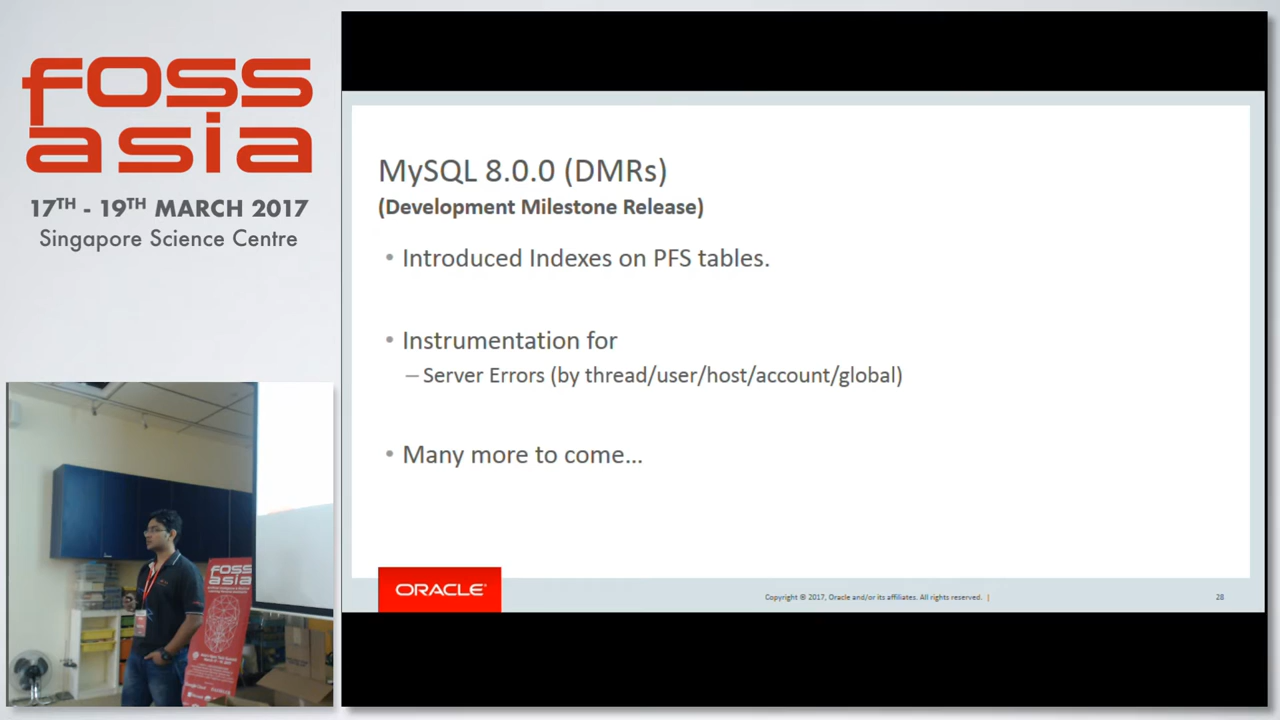 foss
asia
17TH - 19TH MARCH 2017
Singapore Science Centre
MySQL 8.0.0 (DMRs)
(Development Milestone Release)
• Introduced Indexes on PFS tables.
• Instrumentation for
– Server Errors (by thread/user/host/account/global)
• Many more to come...
ORACLE®
Copyright © 2017, Oracle and/or its affiliates. All rights reserved. |
28
FOSS
asia